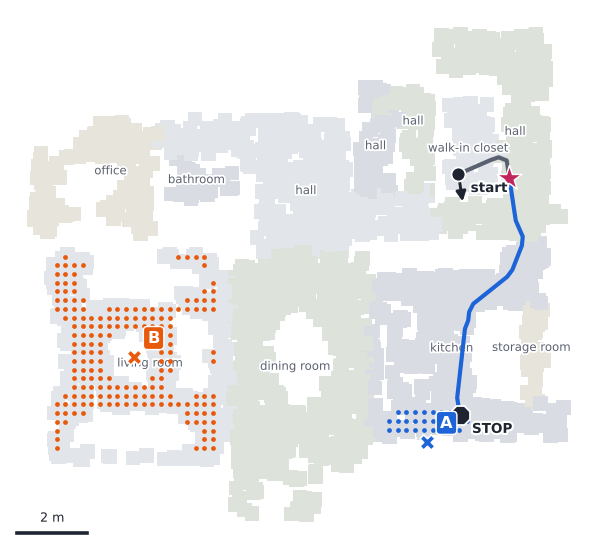 hall
hall
hall
walk-in closet
office
bathroom
hall
start
kitchen
storage room
B
living room
dining room
A
STOP
2 m